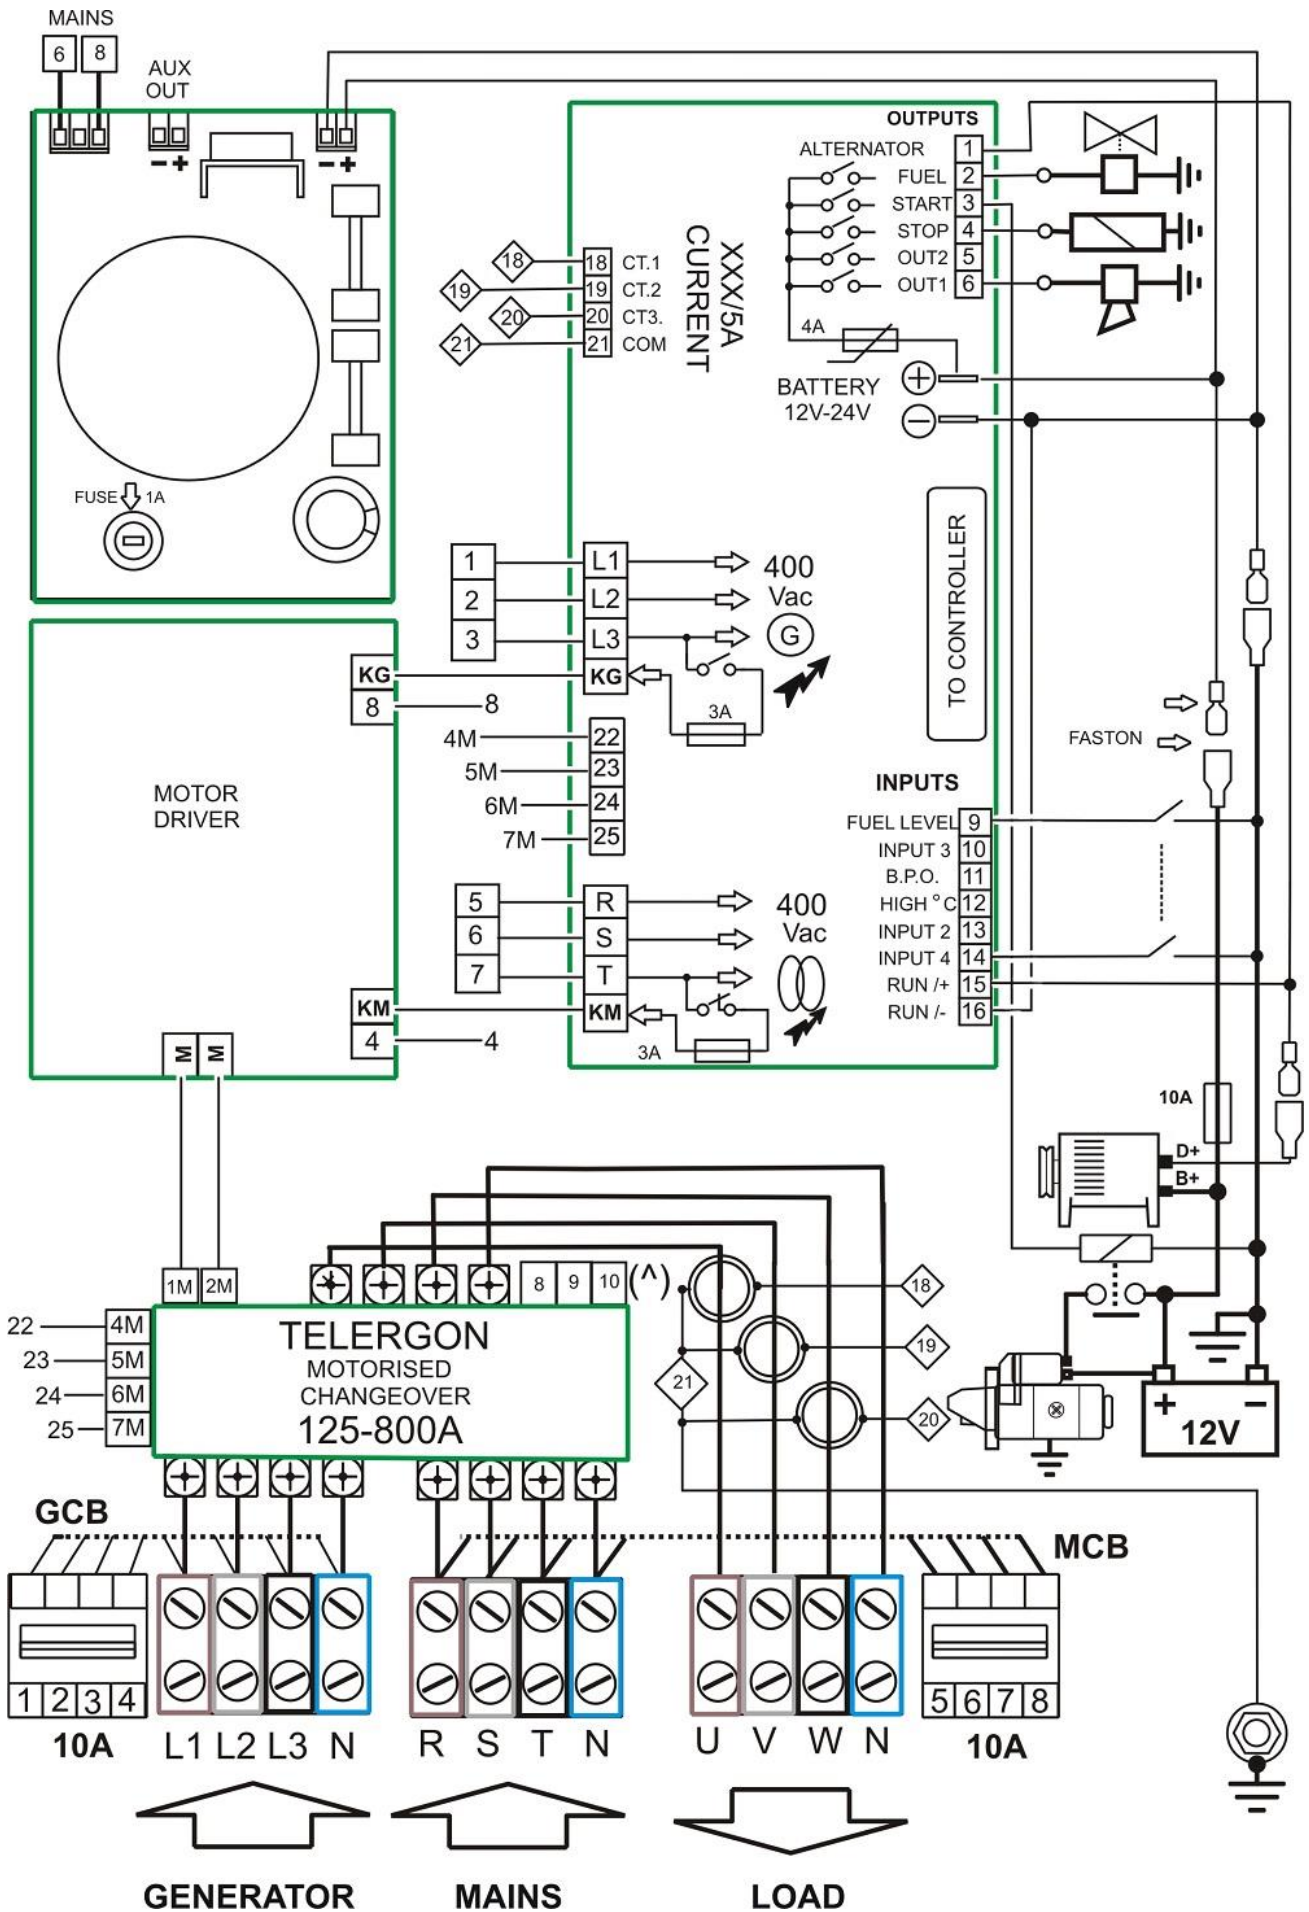 MAINS
6 8
AUX
OUT
− +
− +
FUSE 1A
OUTPUTS
ALTERNATOR 1
FUEL 2
START 3
STOP 4
OUT2 5
OUT1 6
XXX/5A
CURRENT
18 18 CT.1
19 19 CT.2
20 20 CT3.
21 21 COM
4A
BATTERY +
12V-24V −
TO CONTROLLER
1 L1
2 L2
3 L3
KG KG
400
Vac
G
3A
8 8
4M 22
5M 23
6M 24
7M 25
MOTOR
DRIVER
FASTON
INPUTS
FUEL LEVEL 9
INPUT 3 10
B.P.O. 11
HIGH °C 12
INPUT 2 13
INPUT 4 14
RUN /+ 15
RUN /- 16
5 R
6 S
7 T
KM KM
400
Vac
3A
4 4
M M
10A
D+
B+
1M 2M
8 9 10 (^)
TELERGON
MOTORISED
CHANGEOVER
125-800A
22 4M
23 5M
24 6M
25 7M
18
19
20
21
+ −
12V
GCB
MCB
1 2 3 4
10A
L1 L2 L3 N
R S T N
U V W N
5 6 7 8
10A
GENERATOR
MAINS
LOAD